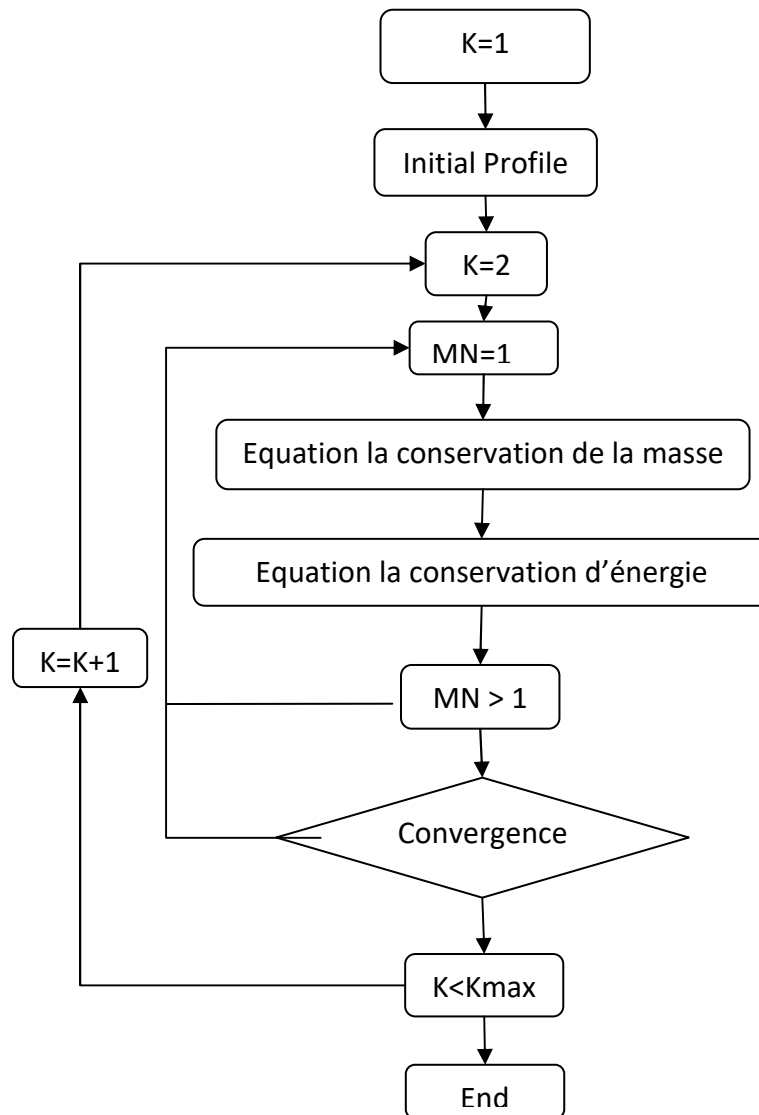 K=1
Initial Profile
K=2
MN=1
Equation la conservation de la masse
Equation la conservation d’énergie
K=K+1
MN > 1
Convergence
K<Kmax
End